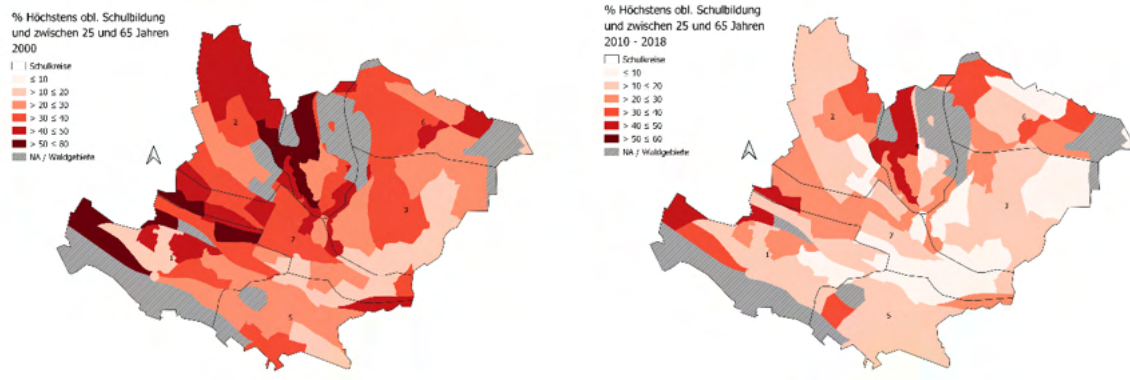 % Höchstens obl. Schulbildung
und zwischen 25 und 65 Jahren
2000
Schulkreise
≤ 10
> 10 ≤ 20
> 20 ≤ 30
> 30 ≤ 40
> 40 ≤ 50
> 50 ≤ 80
NA / Waldgebiete
2
6
3
7
1
5
% Höchstens obl. Schulbildung
und zwischen 25 und 65 Jahren
2010 - 2018
Schulkreise
≤ 10
> 10 ≤ 20
> 20 ≤ 30
> 30 ≤ 40
> 40 ≤ 50
> 50 ≤ 60
NA / Waldgebiete
2
6
7
1
5